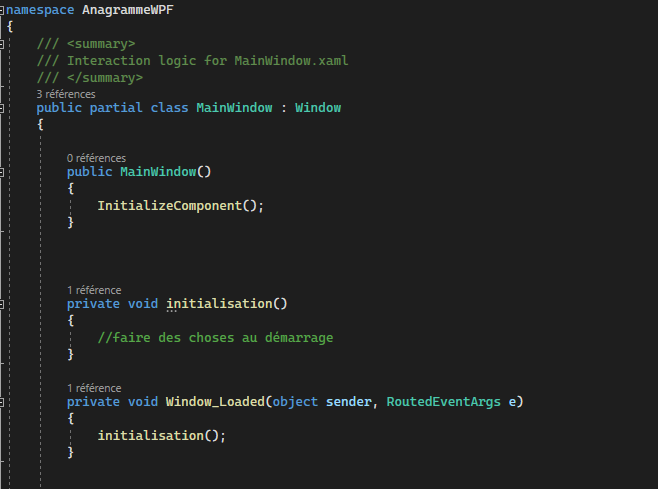 namespace AnagrammeWPF
{
/// <summary>
/// Interaction logic for MainWindow.xaml
/// </summary>
3 références
public partial class MainWindow : Window
{
0 références
public MainWindow()
{
InitializeComponent();
}
1 référence
private void initialisation()
{
//faire des choses au démarrage
}
1 référence
private void Window_Loaded(object sender, RoutedEventArgs e)
{
initialisation();
}